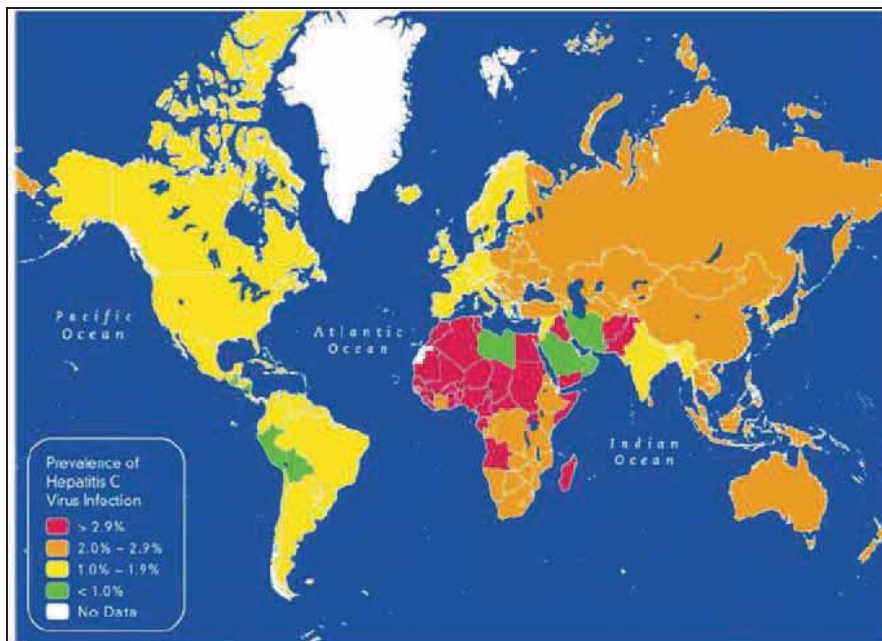 Pacific
Ocean
Atlantic
Ocean
Indian
Ocean
Prevalence of
Hepatitis C
Virus Infection
> 2.9%
2.0% – 2.9%
1.0% – 1.9%
< 1.0%
No Data